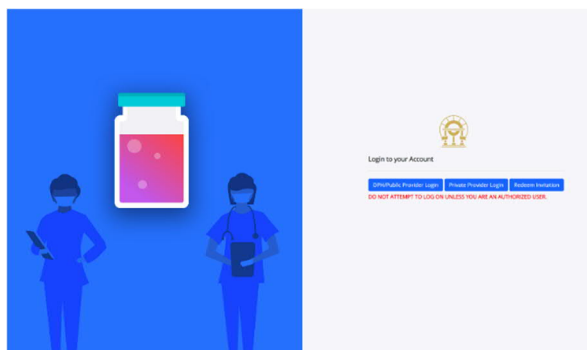 Login to your Account
DPH/Public Provider Login Private Provider Login Redeem Invitation
DO NOT ATTEMPT TO LOG ON UNLESS YOU ARE AN AUTHORIZED USER.